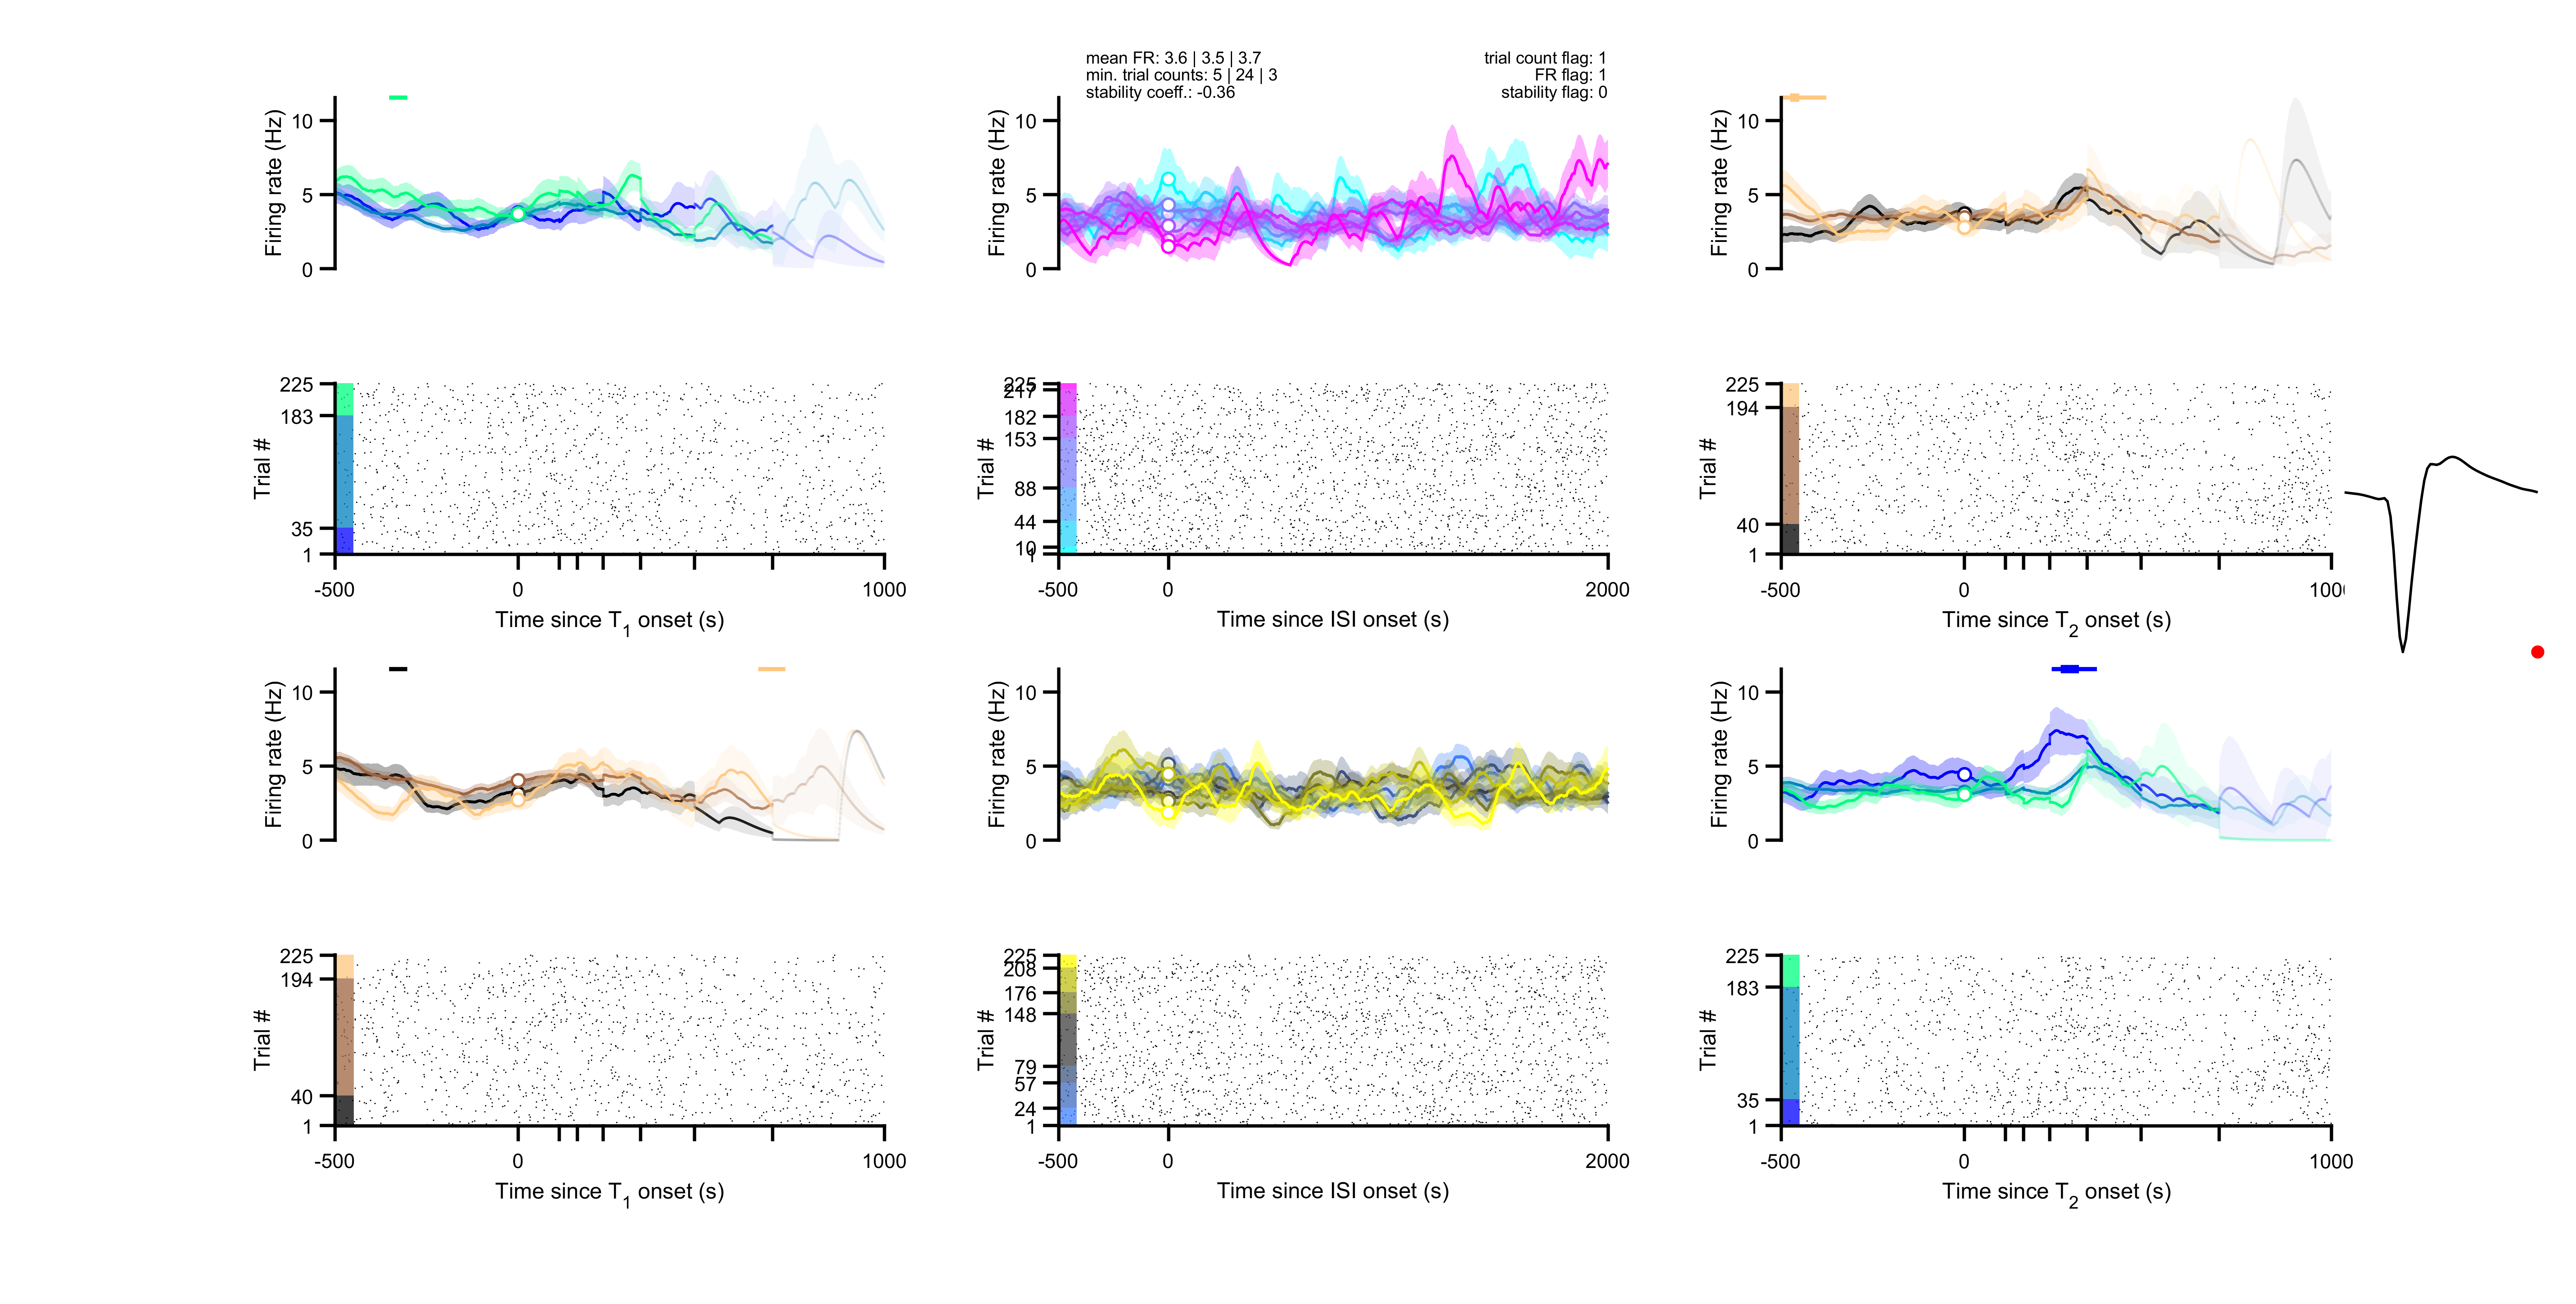 mean FR: 3.6 | 3.5 | 3.7
min. trial counts: 5 | 24 | 3
stability coeff.: -0.36
trial count flag: 1
FR flag: 1
stability flag: 0
Firing rate (Hz)
10
5
0
Firing rate (Hz)
10
5
0
Firing rate (Hz)
10
5
0
Trial #
225
183
35
1
-500
0
1000
Time since T1 onset (s)
Trial #
225
217
182
153
88
44
10
1
-500
0
2000
Time since ISI onset (s)
Trial #
225
194
40
1
-500
0
100
Time since T2 onset (s)
Firing rate (Hz)
10
5
0
Firing rate (Hz)
10
5
0
Firing rate (Hz)
10
5
0
Trial #
225
194
40
1
-500
0
1000
Time since T1 onset (s)
Trial #
225
208
176
148
79
57
24
1
-500
0
2000
Time since ISI onset (s)
Trial #
225
183
35
1
-500
0
1000
Time since T2 onset (s)